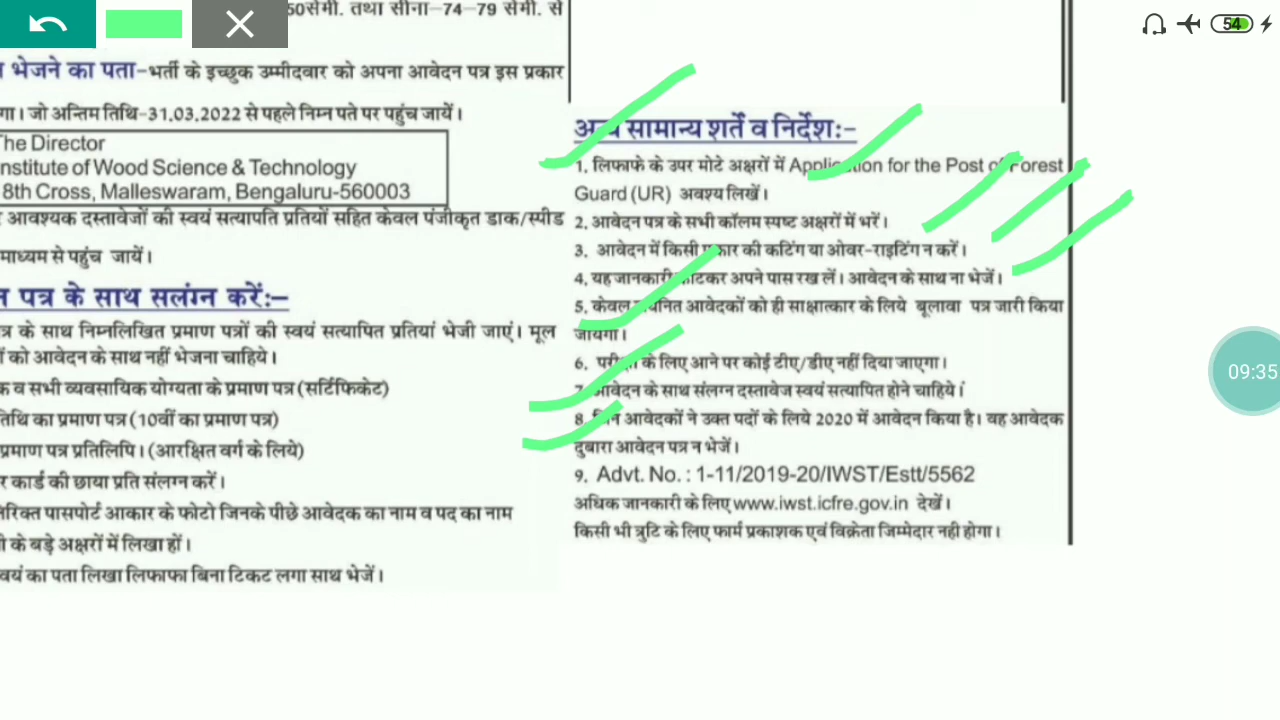 50सेमी. तथा सीना–74–79 सेमी. से
भेजने का पता–भर्ती के इच्छुक उम्मीदवार को अपना आवेदन पत्र इस प्रकार
गा। जो अन्तिम तिथि–31.03.2022 से पहले निम्न पते पर पहुंच जायें।
The Director
Institute of Wood Science & Technology
8th Cross, Malleswaram, Bengaluru-560003
आवश्यक दस्तावेजों की स्वयं सत्यापति प्रतियों सहित केवल पंजीकृत डाक/स्पीड
माध्यम से पहुंच जायें।
पत्र के साथ सलंग्न करें:–
त्र के साथ निम्नलिखित प्रमाण पत्रों की स्वयं सत्यापित प्रतियां भेजी जाएं। मूल
ों को आवेदन के साथ नहीं भेजना चाहिये।
क व सभी व्यवसायिक योग्यता के प्रमाण पत्र (सर्टिफिकेट)
तिथि का प्रमाण पत्र (10वीं का प्रमाण पत्र)
प्रमाण पत्र प्रतिलिपि। (आरक्षित वर्ग के लिये)
र कार्ड की छाया प्रति संलग्न करें।
तिरिक्त पासपोर्ट आकार के फोटो जिनके पीछे आवेदक का नाम व पद का नाम
ी के बड़े अक्षरों में लिखा हों।
वयं का पता लिखा लिफाफा बिना टिकट लगा साथ भेजें।
अन्य सामान्य शर्तें व निर्देश:–
1. लिफाफे के उपर मोटे अक्षरों में Application for the Post of Forest
Guard (UR) अवश्य लिखें।
2. आवेदन पत्र के सभी कॉलम स्पष्ट अक्षरों में भरें।
3. आवेदन में किसी प्रकार की कटिंग या ओवर–राइटिंग न करें।
4. यह जानकारी काटकर अपने पास रख लें। आवेदन के साथ ना भेजें।
5. केवल चयनित आवेदकों को ही साक्षात्कार के लिये बूलावा पत्र जारी किया
जायेगा।
6. परीक्षा के लिए आने पर कोई टीए/डीए नहीं दिया जाएगा।
7. आवेदन के साथ संलग्न दस्तावेज स्वयं सत्यापित होने चाहिये।
8. जिन आवेदकों ने उक्त पदों के लिये 2020 में आवेदन किया है। वह आवेदक
दुबारा आवेदन पत्र न भेजें।
9. Advt. No. : 1-11/2019-20/IWST/Estt/5562
अधिक जानकारी के लिए www.iwst.icfre.gov.in देखें।
किसी भी त्रुटि के लिए फार्म प्रकाशक एवं विक्रेता जिम्मेदार नही होगा।
54
09:35